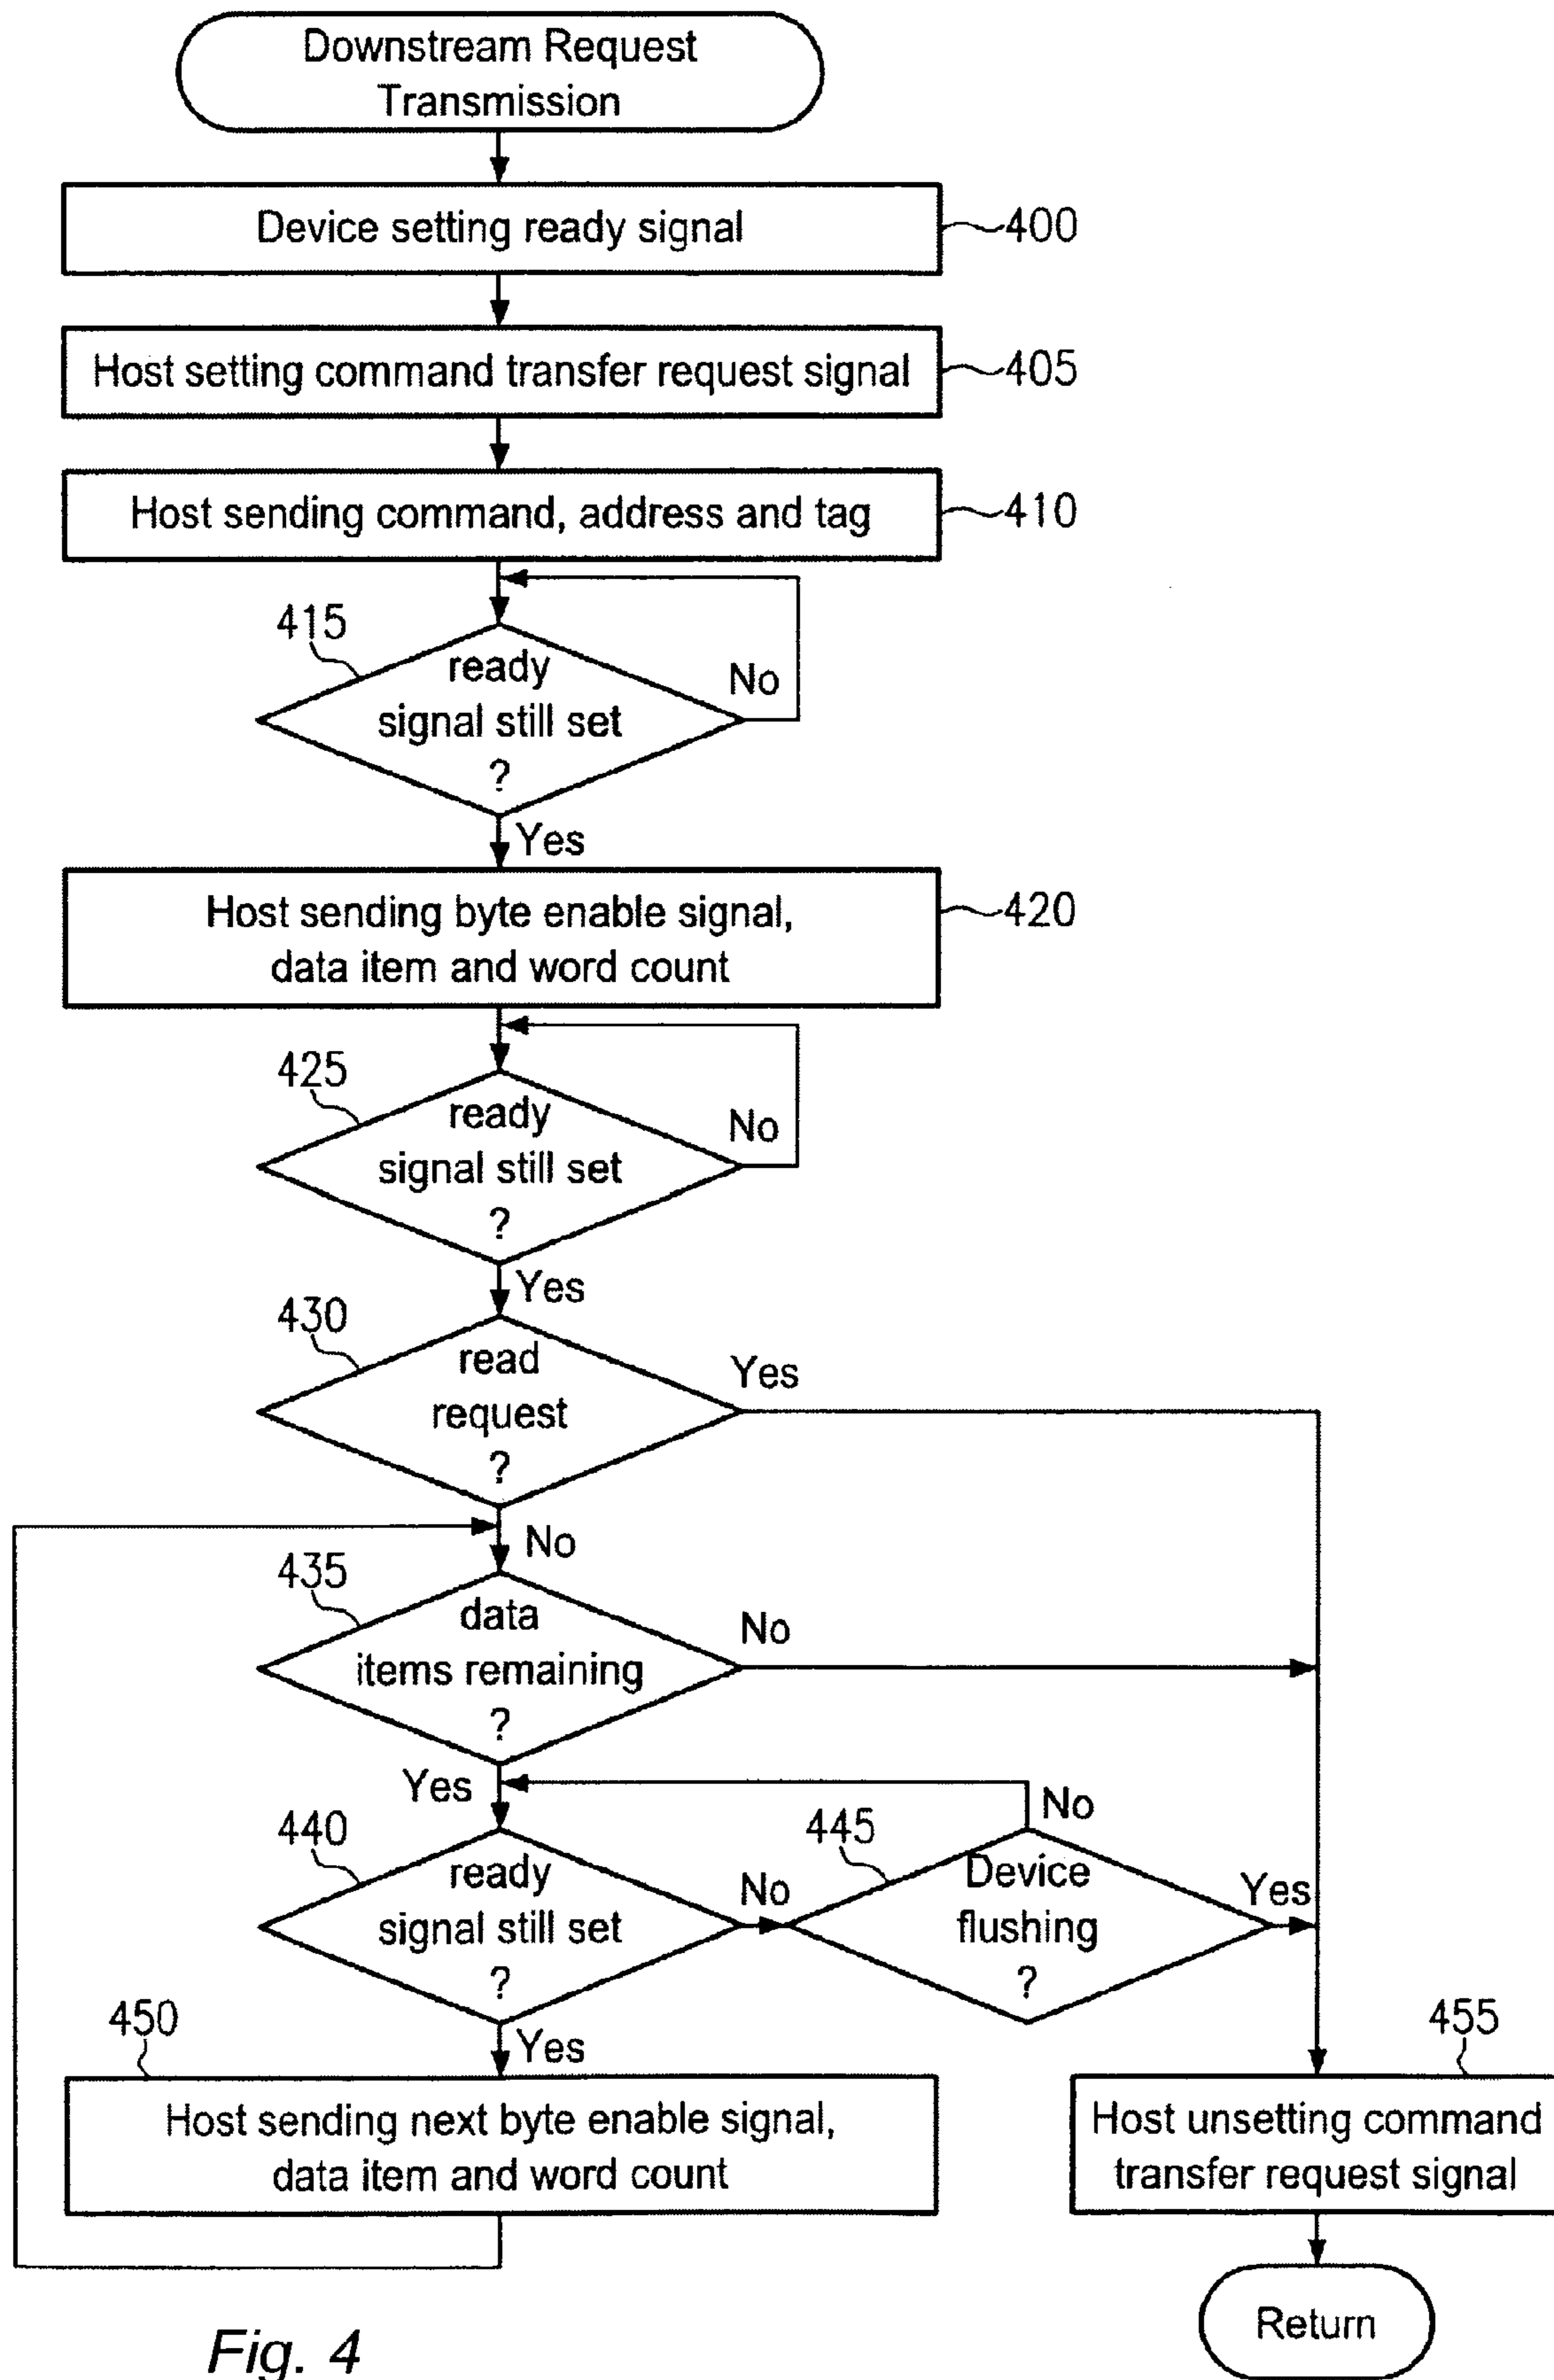 Downstream Request
Transmission
Device setting ready signal
400
Host setting command transfer request signal
405
Host sending command, address and tag
410
415
ready
signal still set
?
No
Yes
Host sending byte enable signal,
data item and word count
420
425
ready
signal still set
?
No
Yes
430
read
request
?
Yes
No
435
data
items remaining
?
No
Yes
440
ready
signal still set
?
No
445
Device
flushing
?
No
Yes
Yes
450
Host sending next byte enable signal,
data item and word count
455
Host unsetting command
transfer request signal
Return
Fig. 4